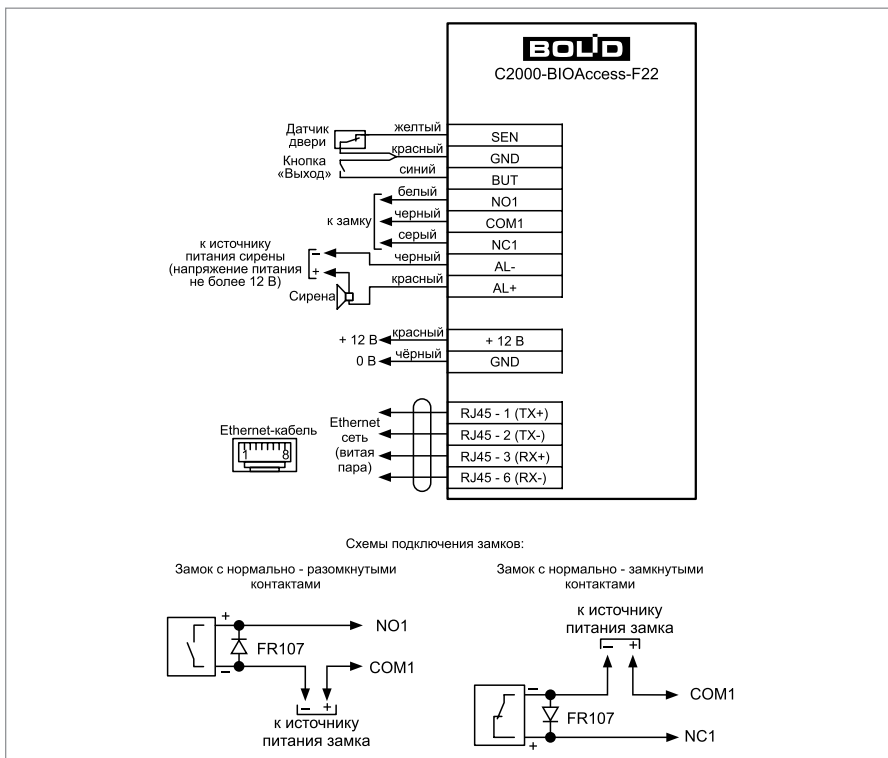 BOLID
C2000-BIOAccess-F22
Датчик
двери
желтый
SEN
красный
GND
Кнопка
«Выход»
синий
BUT
белый
NO1
к замку
черный
COM1
серый
NC1
к источнику
питания сирены
(напряжение питания
не более 12 В)
–
+
черный
AL-
красный
AL+
Сирена
+ 12 В
красный
+ 12 В
0 В
чёрный
GND
Ethernet-кабель
1 8
Ethernet
сеть
(витая
пара)
RJ45 - 1 (TX+)
RJ45 - 2 (TX-)
RJ45 - 3 (RX+)
RJ45 - 6 (RX-)
Схемы подключения замков:
Замок с нормально - разомкнутыми
контактами
+
NO1
FR107
–
COM1
– +
к источнику
питания замка
Замок с нормально - замкнутыми
контактами
к источнику
питания замка
– +
–
COM1
FR107
+
NC1